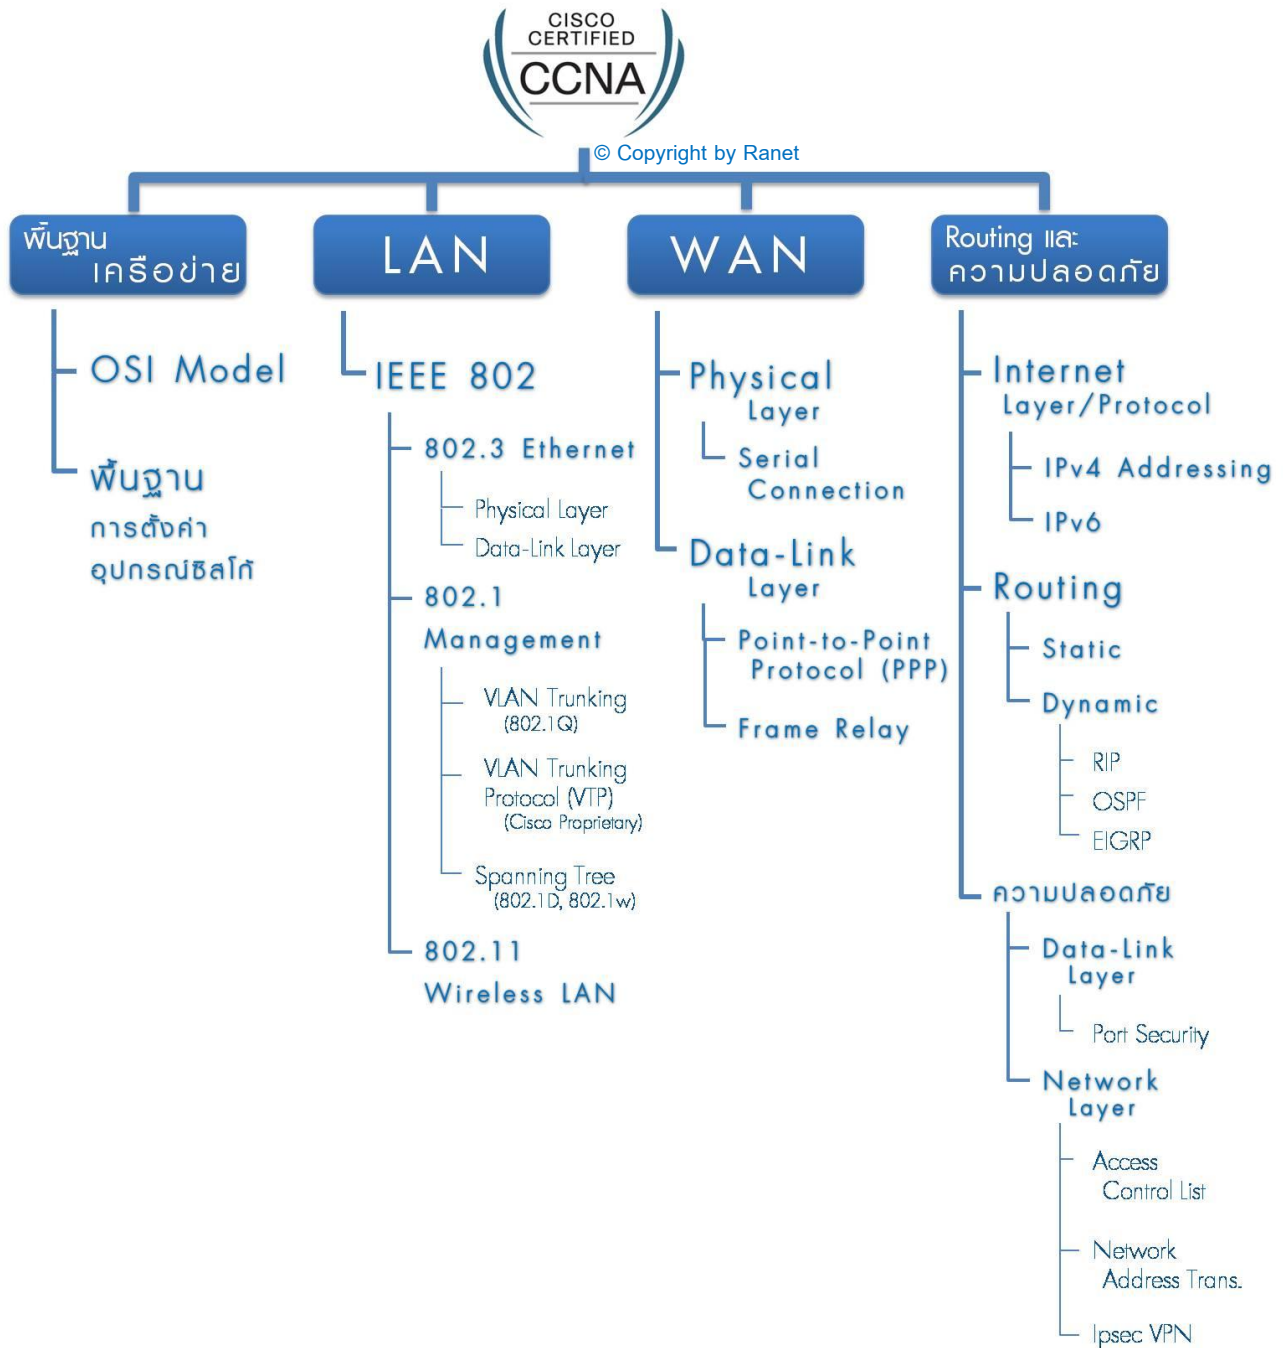 CISCO
CERTIFIED
CCNA
© Copyright by Ranet
พื้นฐาน
เครือข่าย
OSI Model
พื้นฐาน
การตั้งค่า
อุปกรณ์ซิสโก้
LAN
IEEE 802
802.3 Ethernet
Physical Layer
Data-Link Layer
802.1
Management
VLAN Trunking
(802.1Q)
VLAN Trunking
Protocol (VTP)
(Cisco Proprietary)
Spanning Tree
(802.1D, 802.1w)
802.11
Wireless LAN
WAN
Physical
Layer
Serial
Connection
Data-Link
Layer
Point-to-Point
Protocol (PPP)
Frame Relay
Routing และ
ความปลอดภัย
Internet
Layer/Protocol
IPv4 Addressing
IPv6
Routing
Static
Dynamic
RIP
OSPF
EIGRP
ความปลอดภัย
Data-Link
Layer
Port Security
Network
Layer
Access
Control List
Network
Address Trans.
Ipsec VPN